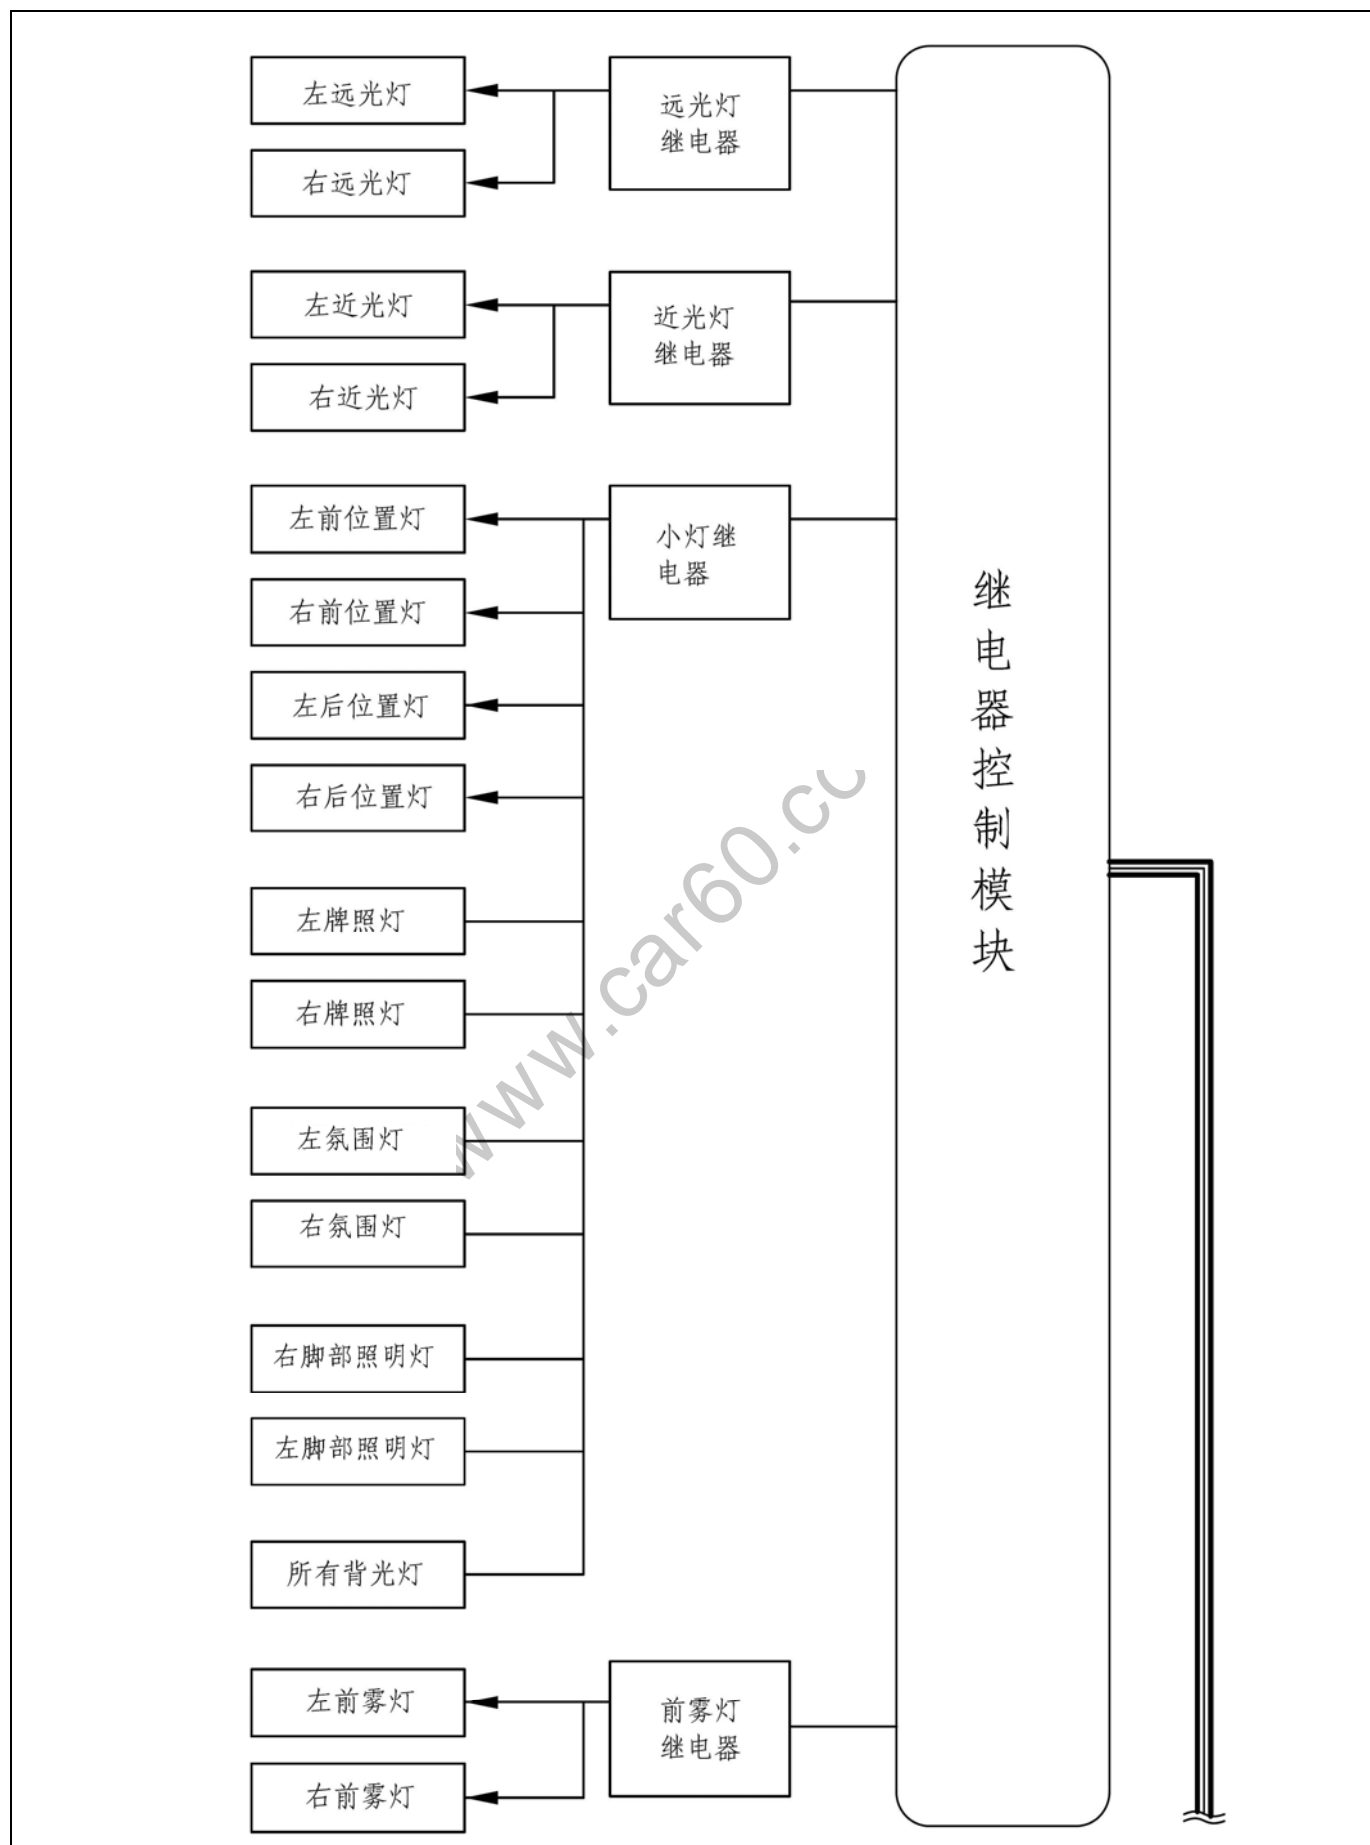 左远光灯
右远光灯
远光灯
继电器
左近光灯
右近光灯
近光灯
继电器
左前位置灯
右前位置灯
左后位置灯
右后位置灯
小灯继
电器
左牌照灯
右牌照灯
左氛围灯
右氛围灯
右脚部照明灯
左脚部照明灯
所有背光灯
左前雾灯
右前雾灯
前雾灯
继电器
继电器控制模块
www.car60.co